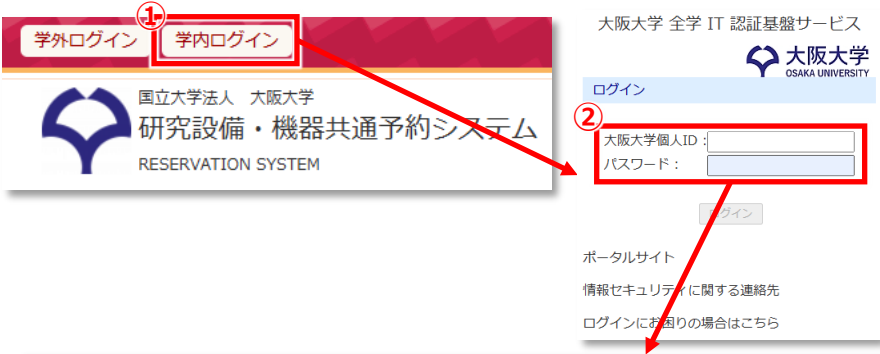 ①
学外ログイン 学内ログイン
国立大学法人 大阪大学
研究設備・機器共通予約システム
RESERVATION SYSTEM
大阪大学 全学 IT 認証基盤サービス
大阪大学
OSAKA UNIVERSITY
ログイン
②
大阪大学個人ID：
パスワード：
ログイン
ポータルサイト
情報セキュリティに関する連絡先
ログインにお困りの場合はこちら